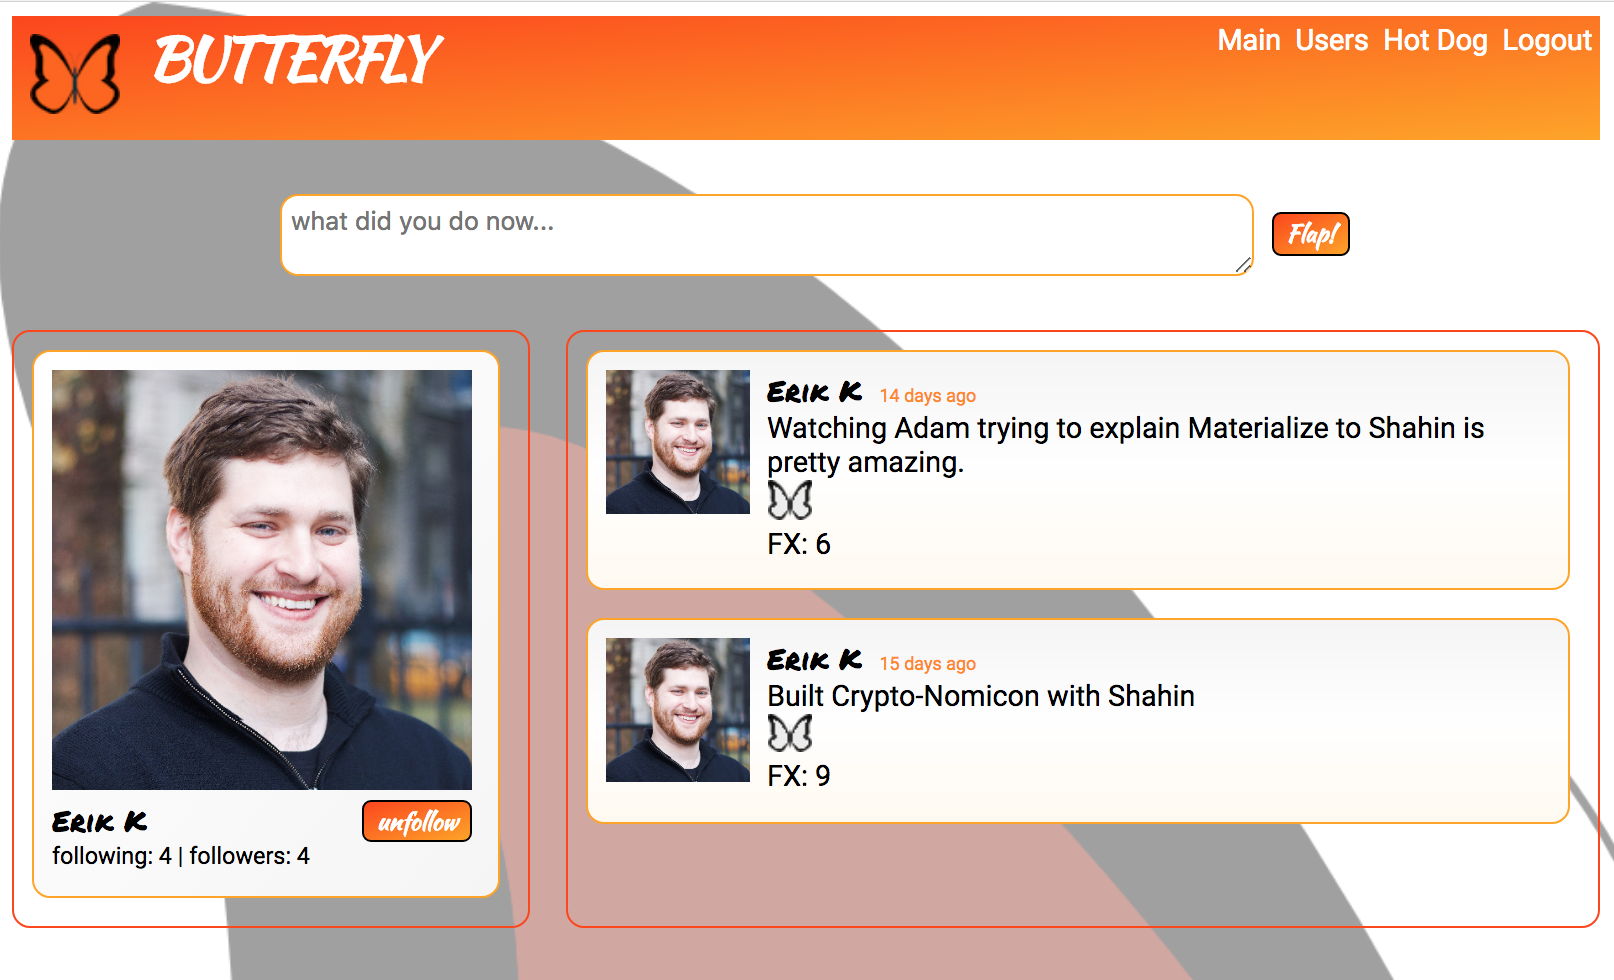 BUTTERFLY
Main Users Hot Dog Logout
what did you do now...
Flap!
Erik K
unfollow
following: 4 | followers: 4
Erik K 14 days ago
Watching Adam trying to explain Materialize to Shahin is
pretty amazing.
FX: 6
Erik K 15 days ago
Built Crypto-Nomicon with Shahin
FX: 9